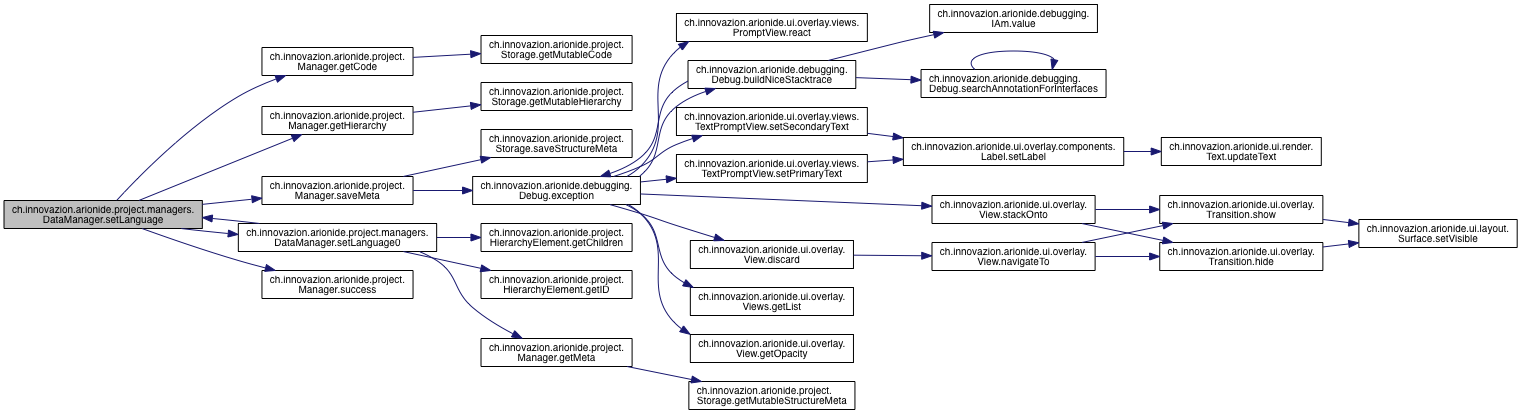 ch.innovazion.arionide.project.managers.
DataManager.setLanguage
ch.innovazion.arionide.project.
Manager.getCode
ch.innovazion.arionide.project.
Manager.getHierarchy
ch.innovazion.arionide.project.
Manager.saveMeta
ch.innovazion.arionide.project.managers.
DataManager.setLanguage0
ch.innovazion.arionide.project.
Manager.success
ch.innovazion.arionide.project.
Storage.getMutableCode
ch.innovazion.arionide.project.
Storage.getMutableHierarchy
ch.innovazion.arionide.project.
Storage.saveStructureMeta
ch.innovazion.arionide.debugging.
Debug.exception
ch.innovazion.arionide.project.
HierarchyElement.getChildren
ch.innovazion.arionide.project.
HierarchyElement.getID
ch.innovazion.arionide.project.
Manager.getMeta
ch.innovazion.arionide.ui.overlay.views.
PromptView.react
ch.innovazion.arionide.debugging.
Debug.buildNiceStacktrace
ch.innovazion.arionide.ui.overlay.views.
TextPromptView.setSecondaryText
ch.innovazion.arionide.ui.overlay.views.
TextPromptView.setPrimaryText
ch.innovazion.arionide.ui.overlay.
View.discard
ch.innovazion.arionide.ui.overlay.
Views.getList
ch.innovazion.arionide.ui.overlay.
View.getOpacity
ch.innovazion.arionide.project.
Storage.getMutableStructureMeta
ch.innovazion.arionide.debugging.
IAm.value
ch.innovazion.arionide.debugging.
Debug.searchAnnotationForInterfaces
ch.innovazion.arionide.ui.overlay.components.
Label.setLabel
ch.innovazion.arionide.ui.overlay.
View.stackOnto
ch.innovazion.arionide.ui.overlay.
View.navigateTo
ch.innovazion.arionide.ui.render.
Text.updateText
ch.innovazion.arionide.ui.overlay.
Transition.show
ch.innovazion.arionide.ui.overlay.
Transition.hide
ch.innovazion.arionide.ui.layout.
Surface.setVisible